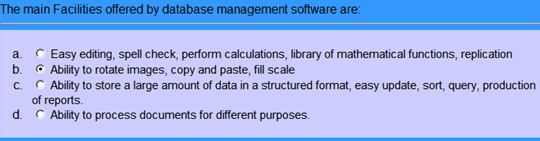 The main Facilities offered by database management software are:
a. Easy editing, spell check, perform calculations, library of mathematical functions, replication
b. Ability to rotate images, copy and paste, fill scale
c. Ability to store a large amount of data in a structured format, easy update, sort, query, production
of reports.
d. Ability to process documents for different purposes.